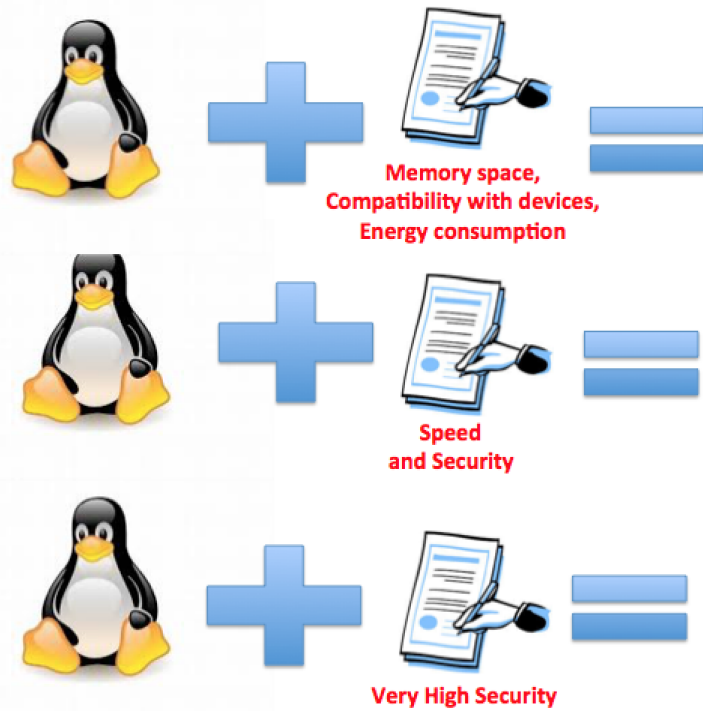 Memory space,
Compatibility with devices,
Energy consumption
Speed
and Security
Very High Security